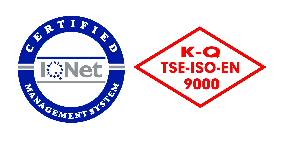 CERTIFIED
IQNet
MANAGEMENT SYSTEM
K-Q
TSE-ISO-EN
9000